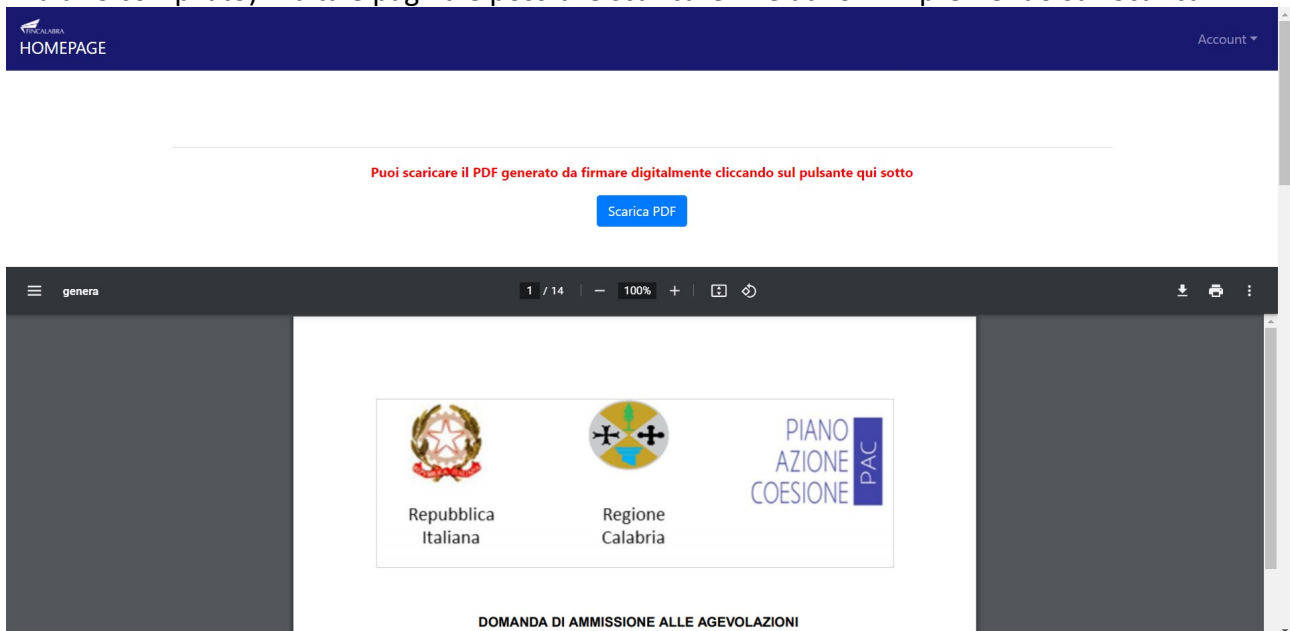 FINCALABRA
HOMEPAGE
Account
Puoi scaricare il PDF generato da firmare digitalmente cliccando sul pulsante qui sotto
Scarica PDF
genera
1 / 14
100%
Repubblica
Italiana
Regione
Calabria
PIANO
AZIONE
COESIONE
PAC
DOMANDA DI AMMISSIONE ALLE AGEVOLAZIONI